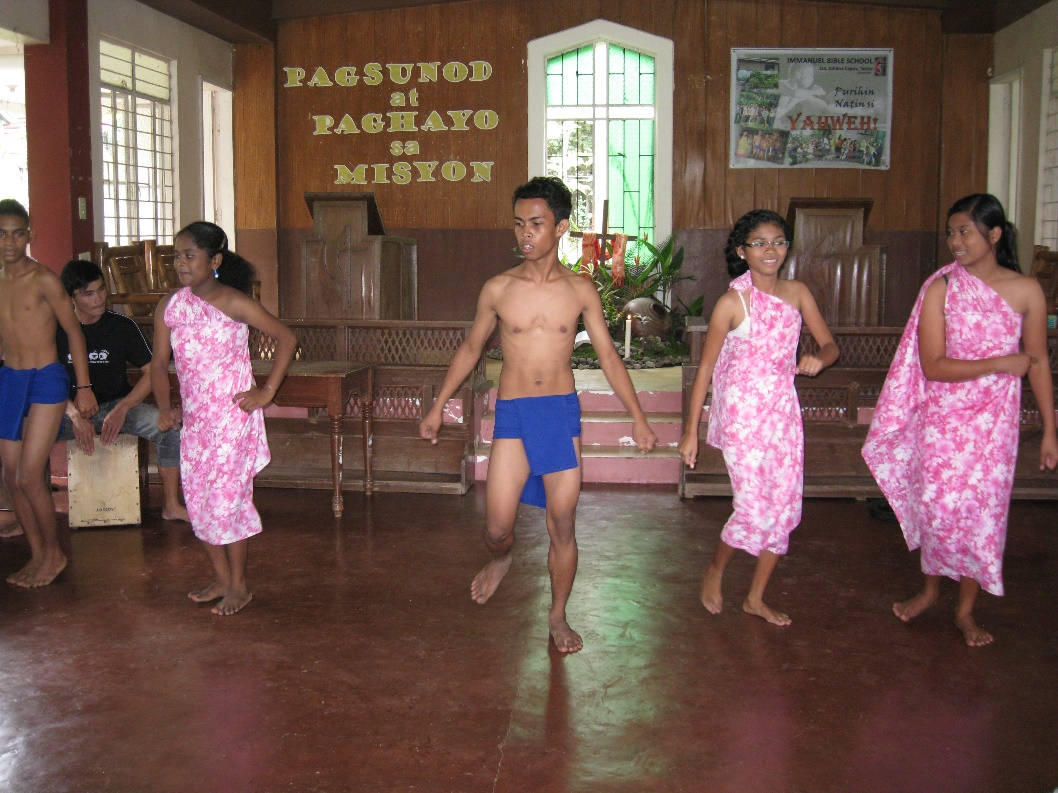 PAGSUNOD
at
PAGHAYO
sa
MISYON
IMMANUEL BIBLE SCHOOL
Purihin
Natin si
YAHWEH!